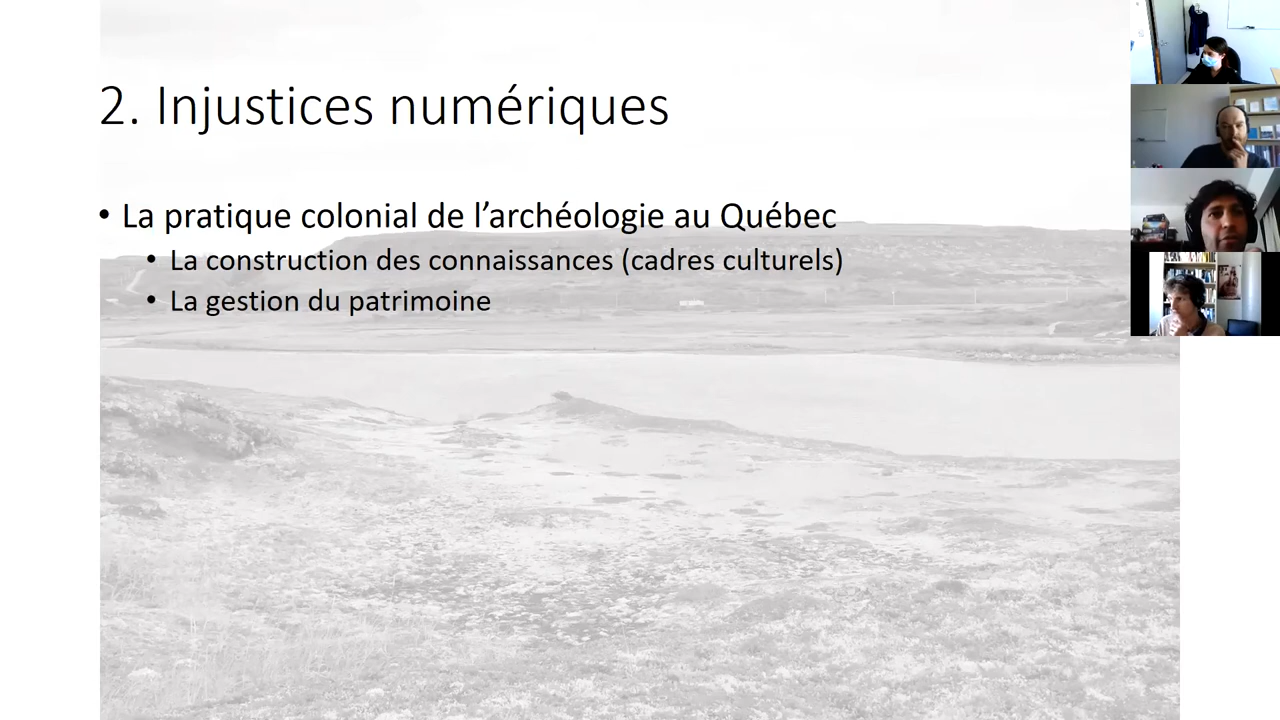 2. Injustices numériques
• La pratique colonial de l’archéologie au Québec
• La construction des connaissances (cadres culturels)
• La gestion du patrimoine